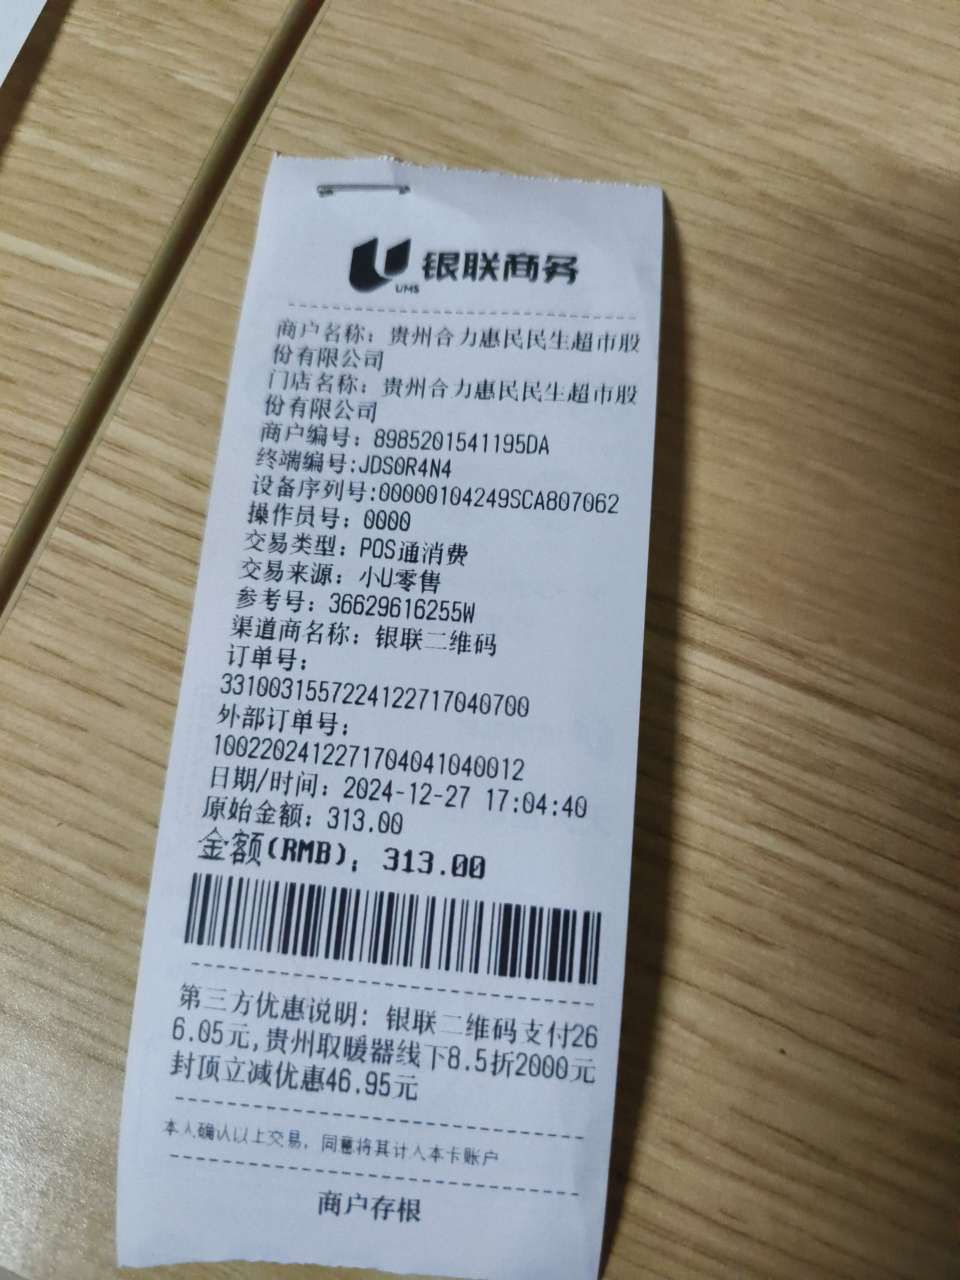 银联商务
UMS
商户名称：贵州合力惠民民生超市股
份有限公司
门店名称：贵州合力惠民民生超市股
份有限公司
商户编号：8985201541195DA
终端编号:JDS0R4N4
设备序列号:00000104249SCA807062
操作员号：0000
交易类型：POS通消费
交易来源：小U零售
参考号：36629616255W
渠道商名称：银联二维码
订单号：
3310031557224122717040700
外部订单号：
1002202412271704041040012
日期/时间：2024-12-27 17:04:40
原始金额：313.00
金额(RMB)：313.00
第三方优惠说明：银联二维码支付26
6.05元,贵州取暖器线下8.5折2000元
封顶立减优惠46.95元
本人确认以上交易，同意将其计入本卡账户
商户存根